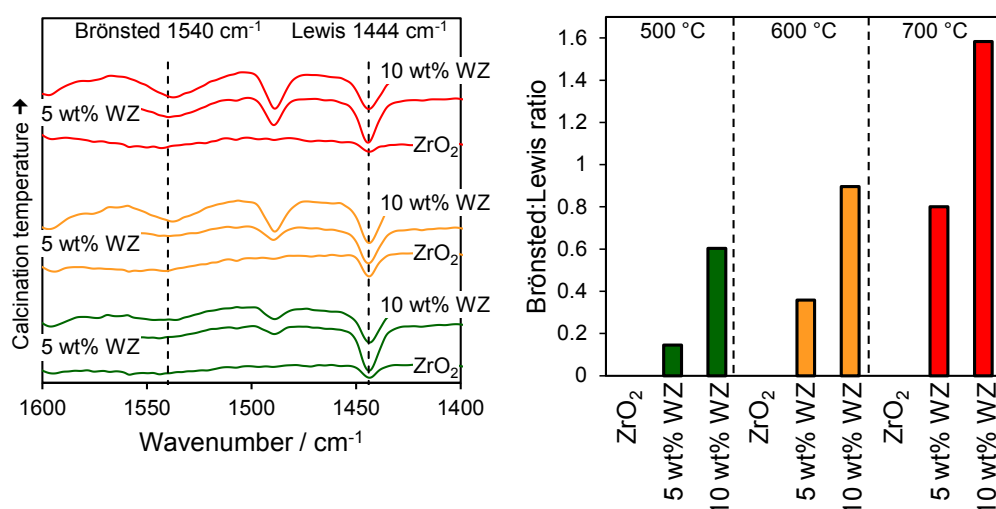 Brönsted 1540 cm⁻¹
Lewis 1444 cm⁻¹
10 wt% WZ
5 wt% WZ
ZrO₂
10 wt% WZ
5 wt% WZ
ZrO₂
10 wt% WZ
5 wt% WZ
ZrO₂
Calcination temperature ➔
1600
1550
1500
1450
1400
Wavenumber / cm⁻¹
500 °C
600 °C
700 °C
Brönsted:Lewis ratio
1.6
1.4
1.2
1
0.8
0.6
0.4
0.2
0
ZrO₂
5 wt% WZ
10 wt% WZ
ZrO₂
5 wt% WZ
10 wt% WZ
ZrO₂
5 wt% WZ
10 wt% WZ